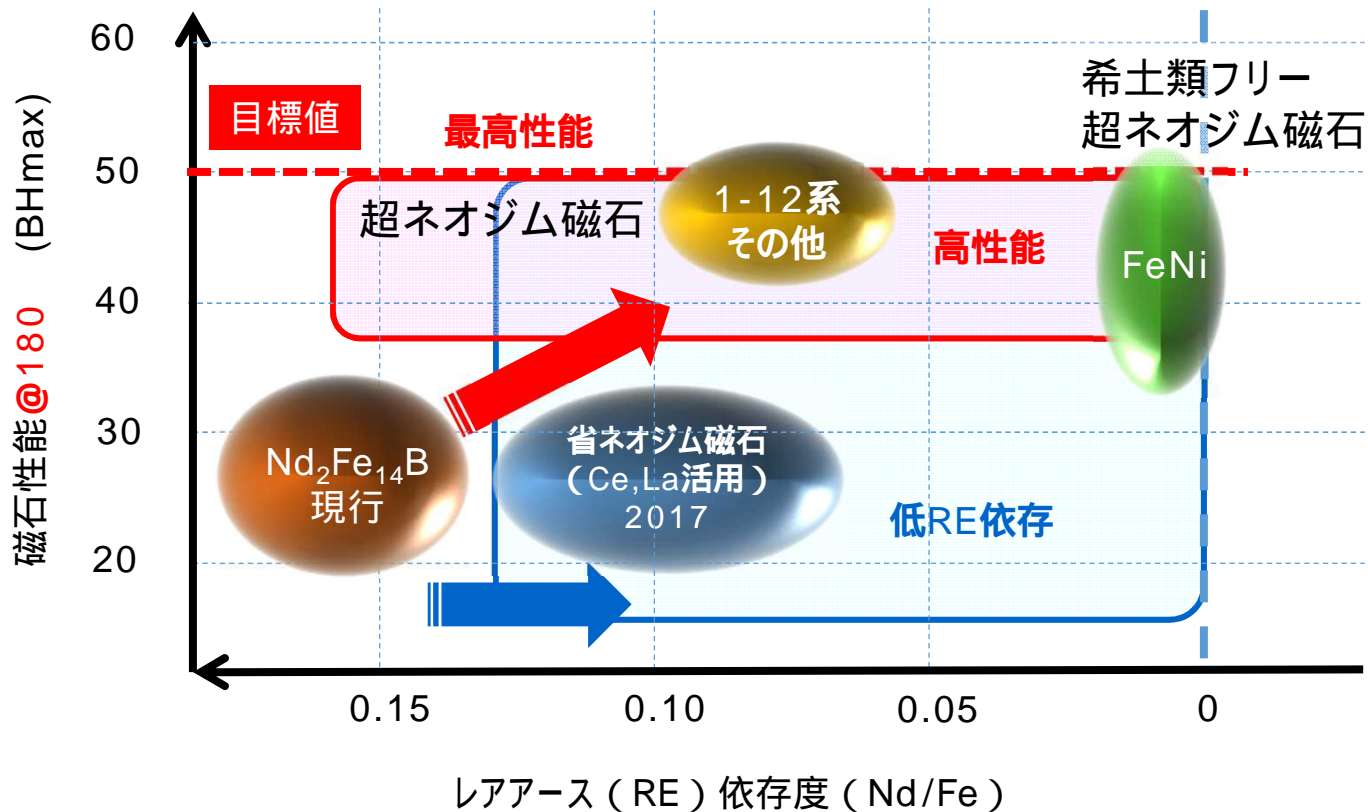 60
50
40
30
20
磁石性能@180 (BHmax)
目標値
最高性能
希土類フリー
超ネオジム磁石
超ネオジム磁石
1-12系
その他
高性能
FeNi
Nd₂Fe₁₄B
現行
省ネオジム磁石
(Ce,La活用)
2017
低RE依存
0.15
0.10
0.05
0
レアアース(RE)依存度(Nd/Fe)